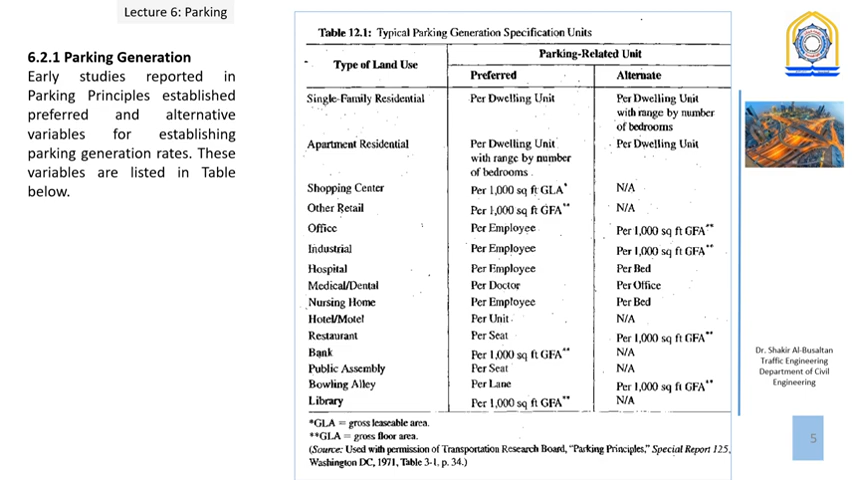 Lecture 6: Parking
6.2.1 Parking Generation
Early studies reported in
Parking Principles established
preferred and alternative
variables for establishing
parking generation rates. These
variables are listed in Table
below.
Table 12.1: Typical Parking Generation Specification Units
Type of Land Use
Parking-Related Unit
Preferred Alternate
Single-Family Residential Per Dwelling Unit Per Dwelling Unit
with range by number
of bedrooms
Apartment Residential Per Dwelling Unit Per Dwelling Unit
with range by number
of bedrooms
Shopping Center Per 1,000 sq ft GLA* N/A
Other Retail Per 1,000 sq ft GFA** N/A
Office Per Employee Per 1,000 sq ft GFA**
Industrial Per Employee Per 1,000 sq ft GFA**
Hospital Per Employee Per Bed
Medical/Dental Per Doctor Per Office
Nursing Home Per Employee Per Bed
Hotel/Motel Per Unit N/A
Restaurant Per Seat Per 1,000 sq ft GFA**
Bank Per 1,000 sq ft GFA** N/A
Public Assembly Per Seat N/A
Bowling Alley Per Lane Per 1,000 sq ft GFA**
Library Per 1,000 sq ft GFA** N/A
*GLA = gross leaseable area.
**GFA = gross floor area.
(Source: Used with permission of Transportation Research Board, "Parking Principles," Special Report 125,
Washington DC, 1971, Table 3-1, p. 34.)
Dr. Shakir Al-Busaltan
Traffic Engineering
Department of Civil
Engineering
5